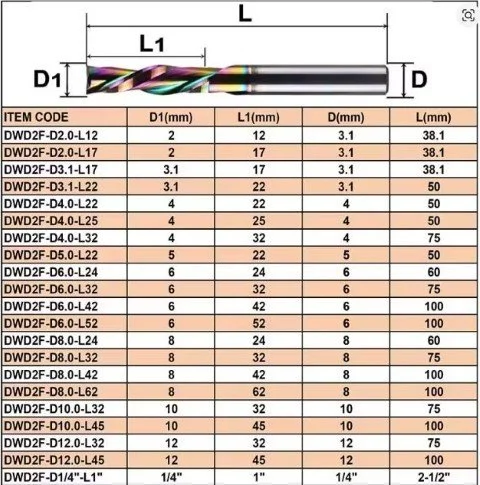 L
L1
D1
D
ITEM CODE D1(mm) L1(mm) D(mm) L(mm)
DWD2F-D2.0-L12 2 12 3.1 38.1
DWD2F-D2.0-L17 2 17 3.1 38.1
DWD2F-D3.1-L17 3.1 17 3.1 38.1
DWD2F-D3.1-L22 3.1 22 3.1 50
DWD2F-D4.0-L22 4 22 4 50
DWD2F-D4.0-L25 4 25 4 50
DWD2F-D4.0-L32 4 32 4 75
DWD2F-D5.0-L22 5 22 5 50
DWD2F-D6.0-L24 6 24 6 60
DWD2F-D6.0-L32 6 32 6 75
DWD2F-D6.0-L42 6 42 6 100
DWD2F-D6.0-L52 6 52 6 100
DWD2F-D8.0-L24 8 24 8 60
DWD2F-D8.0-L32 8 32 8 75
DWD2F-D8.0-L42 8 42 8 100
DWD2F-D8.0-L62 8 62 8 100
DWD2F-D10.0-L32 10 32 10 75
DWD2F-D10.0-L45 10 45 10 100
DWD2F-D12.0-L32 12 32 12 75
DWD2F-D12.0-L45 12 45 12 100
DWD2F-D1/4"-L1" 1/4" 1" 1/4" 2-1/2"